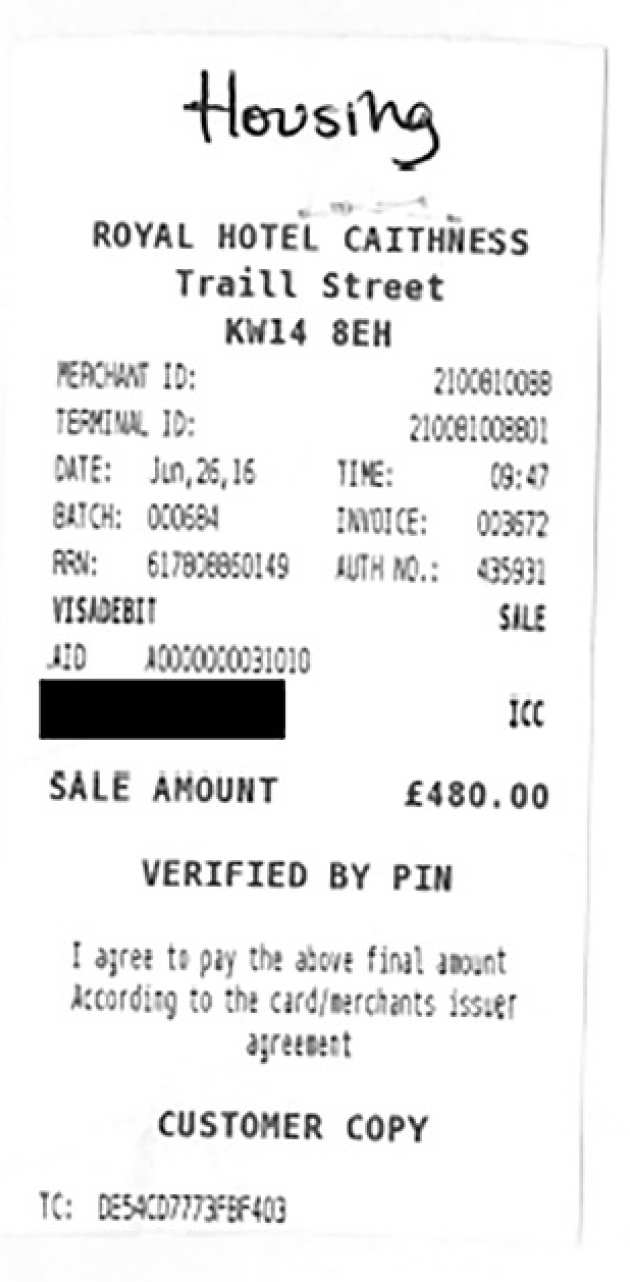 Housing
ROYAL HOTEL CAITHNESS
Traill Street
KW14 8EH
MERCHANT ID: 2100810088
TERMINAL ID: 210081008801
DATE: Jun,26,16 TIME: 09:47
BATCH: 000684 INVOICE: 003672
RRN: 617808860149 AUTH NO.: 435931
VISADEBIT SALE
AID A0000000031010
ICC
SALE AMOUNT £480.00
VERIFIED BY PIN
I agree to pay the above final amount
According to the card/merchants issuer
agreement
CUSTOMER COPY
TC: DE54CD7773FBF403